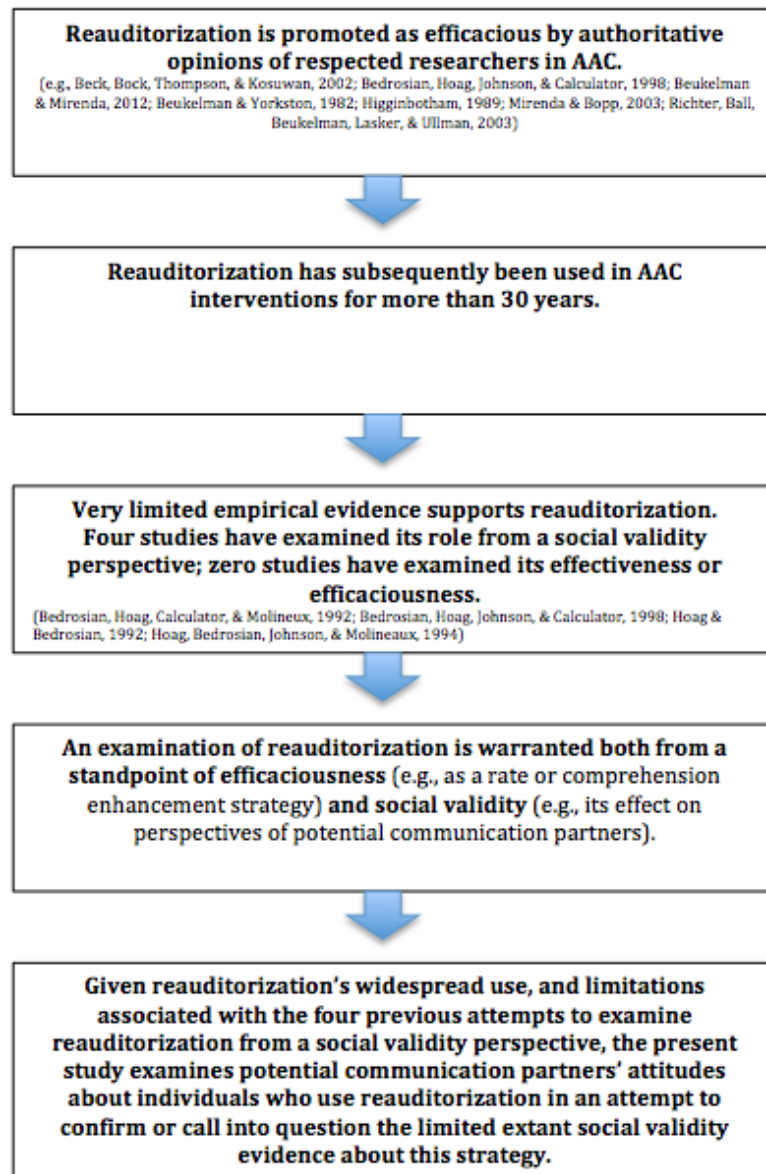 Reauditorization is promoted as efficacious by authoritative
opinions of respected researchers in AAC.
(e.g., Beck, Bock, Thompson, & Kosuwan, 2002; Bedrosian, Hoag, Johnson, & Calculator, 1998; Beukelman
& Mirenda, 2012; Beukelman & Yorkston, 1982; Higginbotham, 1989; Mirenda & Bopp, 2003; Richter, Ball,
Beukelman, Lasker, & Ullman, 2003)
Reauditorization has subsequently been used in AAC
interventions for more than 30 years.
Very limited empirical evidence supports reauditorization.
Four studies have examined its role from a social validity
perspective; zero studies have examined its effectiveness or
efficaciousness.
(Bedrosian, Hoag, Calculator, & Molineux, 1992; Bedrosian, Hoag, Johnson, & Calculator, 1998; Hoag &
Bedrosian, 1992; Hoag, Bedrosian, Johnson, & Molineaux, 1994)
An examination of reauditorization is warranted both from a
standpoint of efficaciousness (e.g., as a rate or comprehension
enhancement strategy) and social validity (e.g., its effect on
perspectives of potential communication partners).
Given reauditorization's widespread use, and limitations
associated with the four previous attempts to examine
reauditorization from a social validity perspective, the present
study examines potential communication partners' attitudes
about individuals who use reauditorization in an attempt to
confirm or call into question the limited extant social validity
evidence about this strategy.